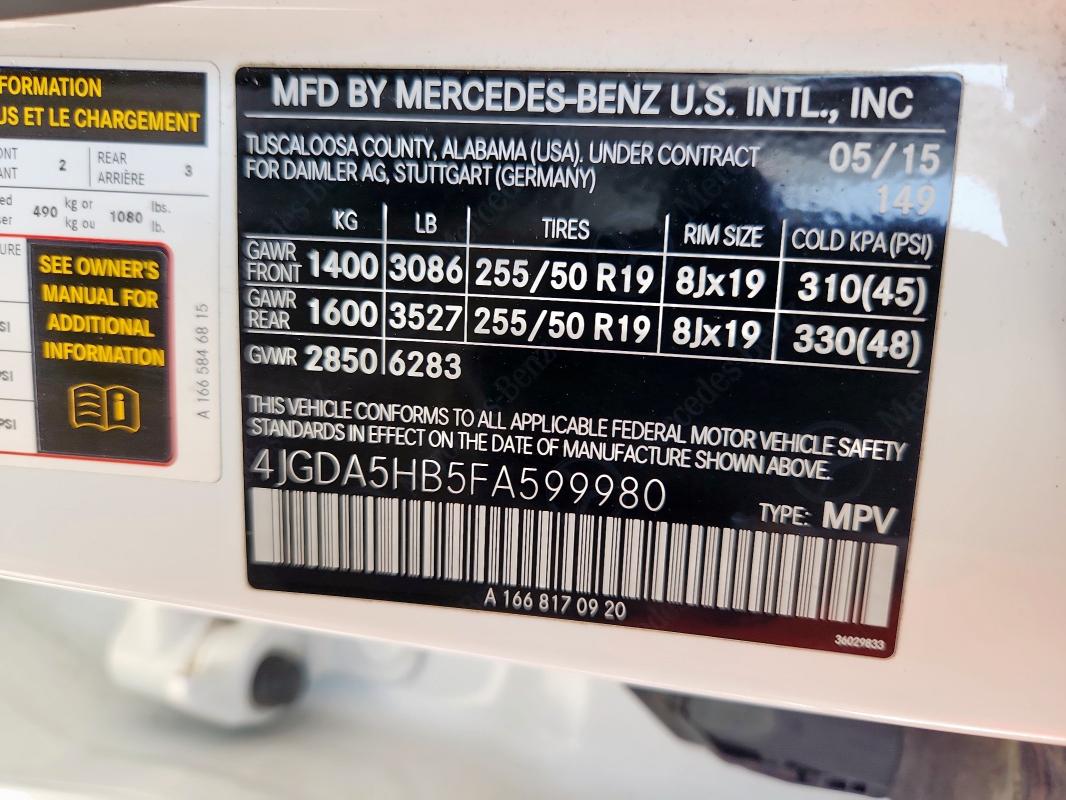 FORMATION
US ET LE CHARGEMENT
2
REAR
ARRIÈRE
3
490 kg or
kg ou
1080 lbs.
lb.
SEE OWNER'S
MANUAL FOR
ADDITIONAL
INFORMATION
A 166 584 68 15
MFD BY MERCEDES-BENZ U.S. INTL., INC
TUSCALOOSA COUNTY, ALABAMA (USA). UNDER CONTRACT
FOR DAIMLER AG, STUTTGART (GERMANY)
05/15
149
KG LB TIRES RIM SIZE COLD KPA (PSI)
GAWR FRONT 1400 3086 255/50 R19 8Jx19 310(45)
GAWR REAR 1600 3527 255/50 R19 8Jx19 330(48)
GVWR 2850 6283
THIS VEHICLE CONFORMS TO ALL APPLICABLE FEDERAL MOTOR VEHICLE SAFETY
STANDARDS IN EFFECT ON THE DATE OF MANUFACTURE SHOWN ABOVE.
4JGDA5HB5FA599980
TYPE: MPV
A 166 817 09 20
36029833